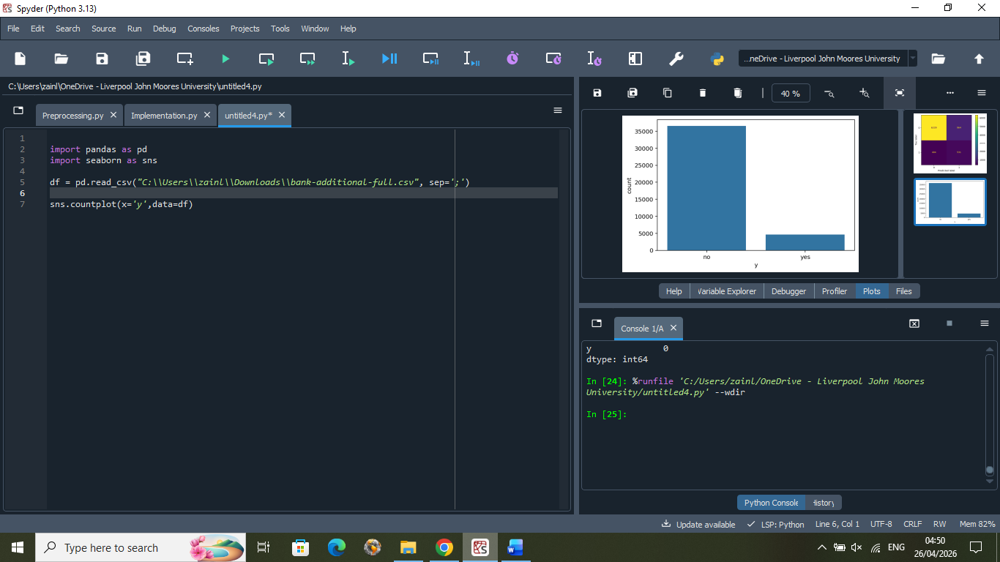 Spyder (Python 3.13)
File Edit Search Source Run Debug Consoles Projects Tools Window Help
...neDrive - Liverpool John Moores University
C:\Users\zainl\OneDrive - Liverpool John Moores University\untitled4.py
Preprocessing.py Implementation.py untitled4.py*
1
2 import pandas as pd
3 import seaborn as sns
4
5 df = pd.read_csv("C:\\Users\\zainl\\Downloads\\bank-additional-full.csv", sep=';')
6
7 sns.countplot(x='y',data=df)
40 %
35000
30000
25000
20000
15000
10000
5000
0
count
no yes
y
Help Variable Explorer Debugger Profiler Plots Files
Console 1/A
y 0
dtype: int64
In [24]: %runfile 'C:/Users/zainl/OneDrive - Liverpool John Moores
University/untitled4.py' --wdir
In [25]:
Python Console History
Update available LSP: Python Line 6, Col 1 UTF-8 CRLF RW Mem 82%
Type here to search
ENG
04:50
26/04/2026